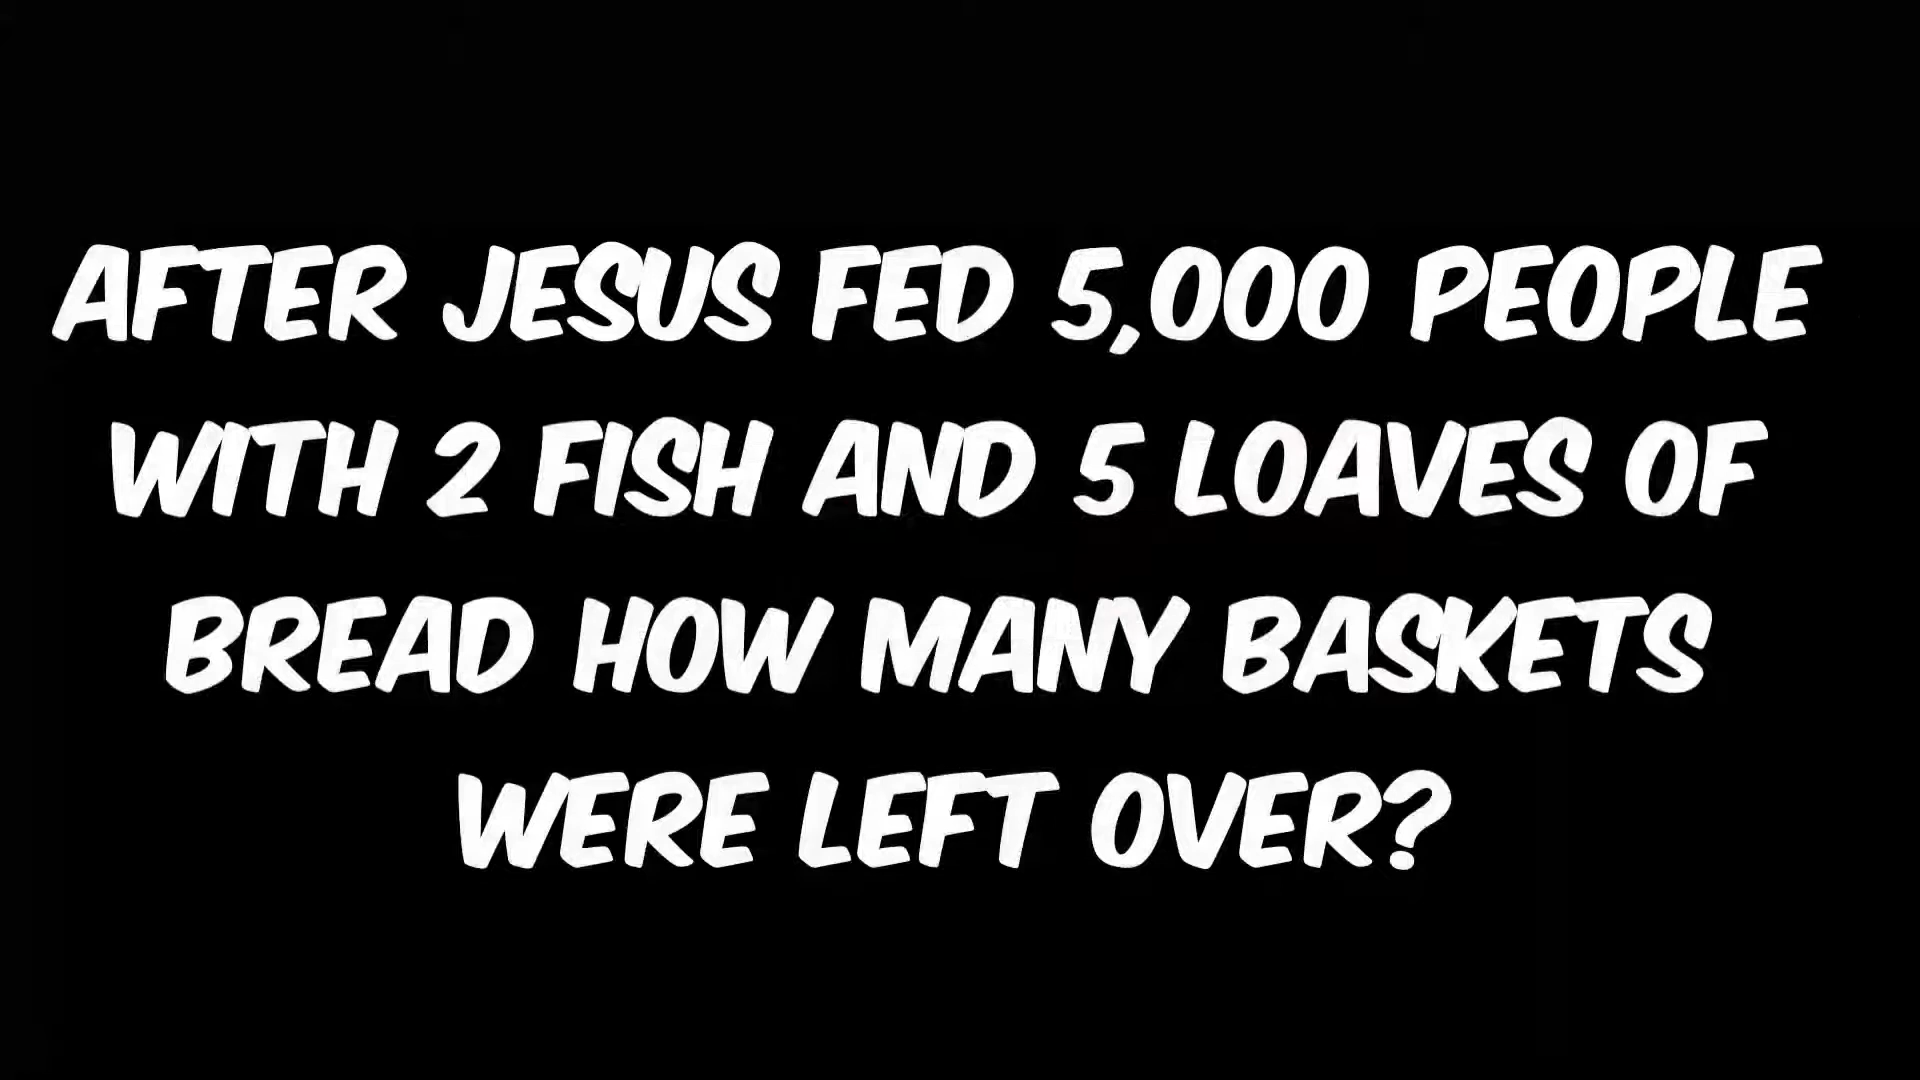 AFTER JESUS FED 5,000 PEOPLE
WITH 2 FISH AND 5 LOAVES OF
BREAD HOW MANY BASKETS
WERE LEFT OVER?